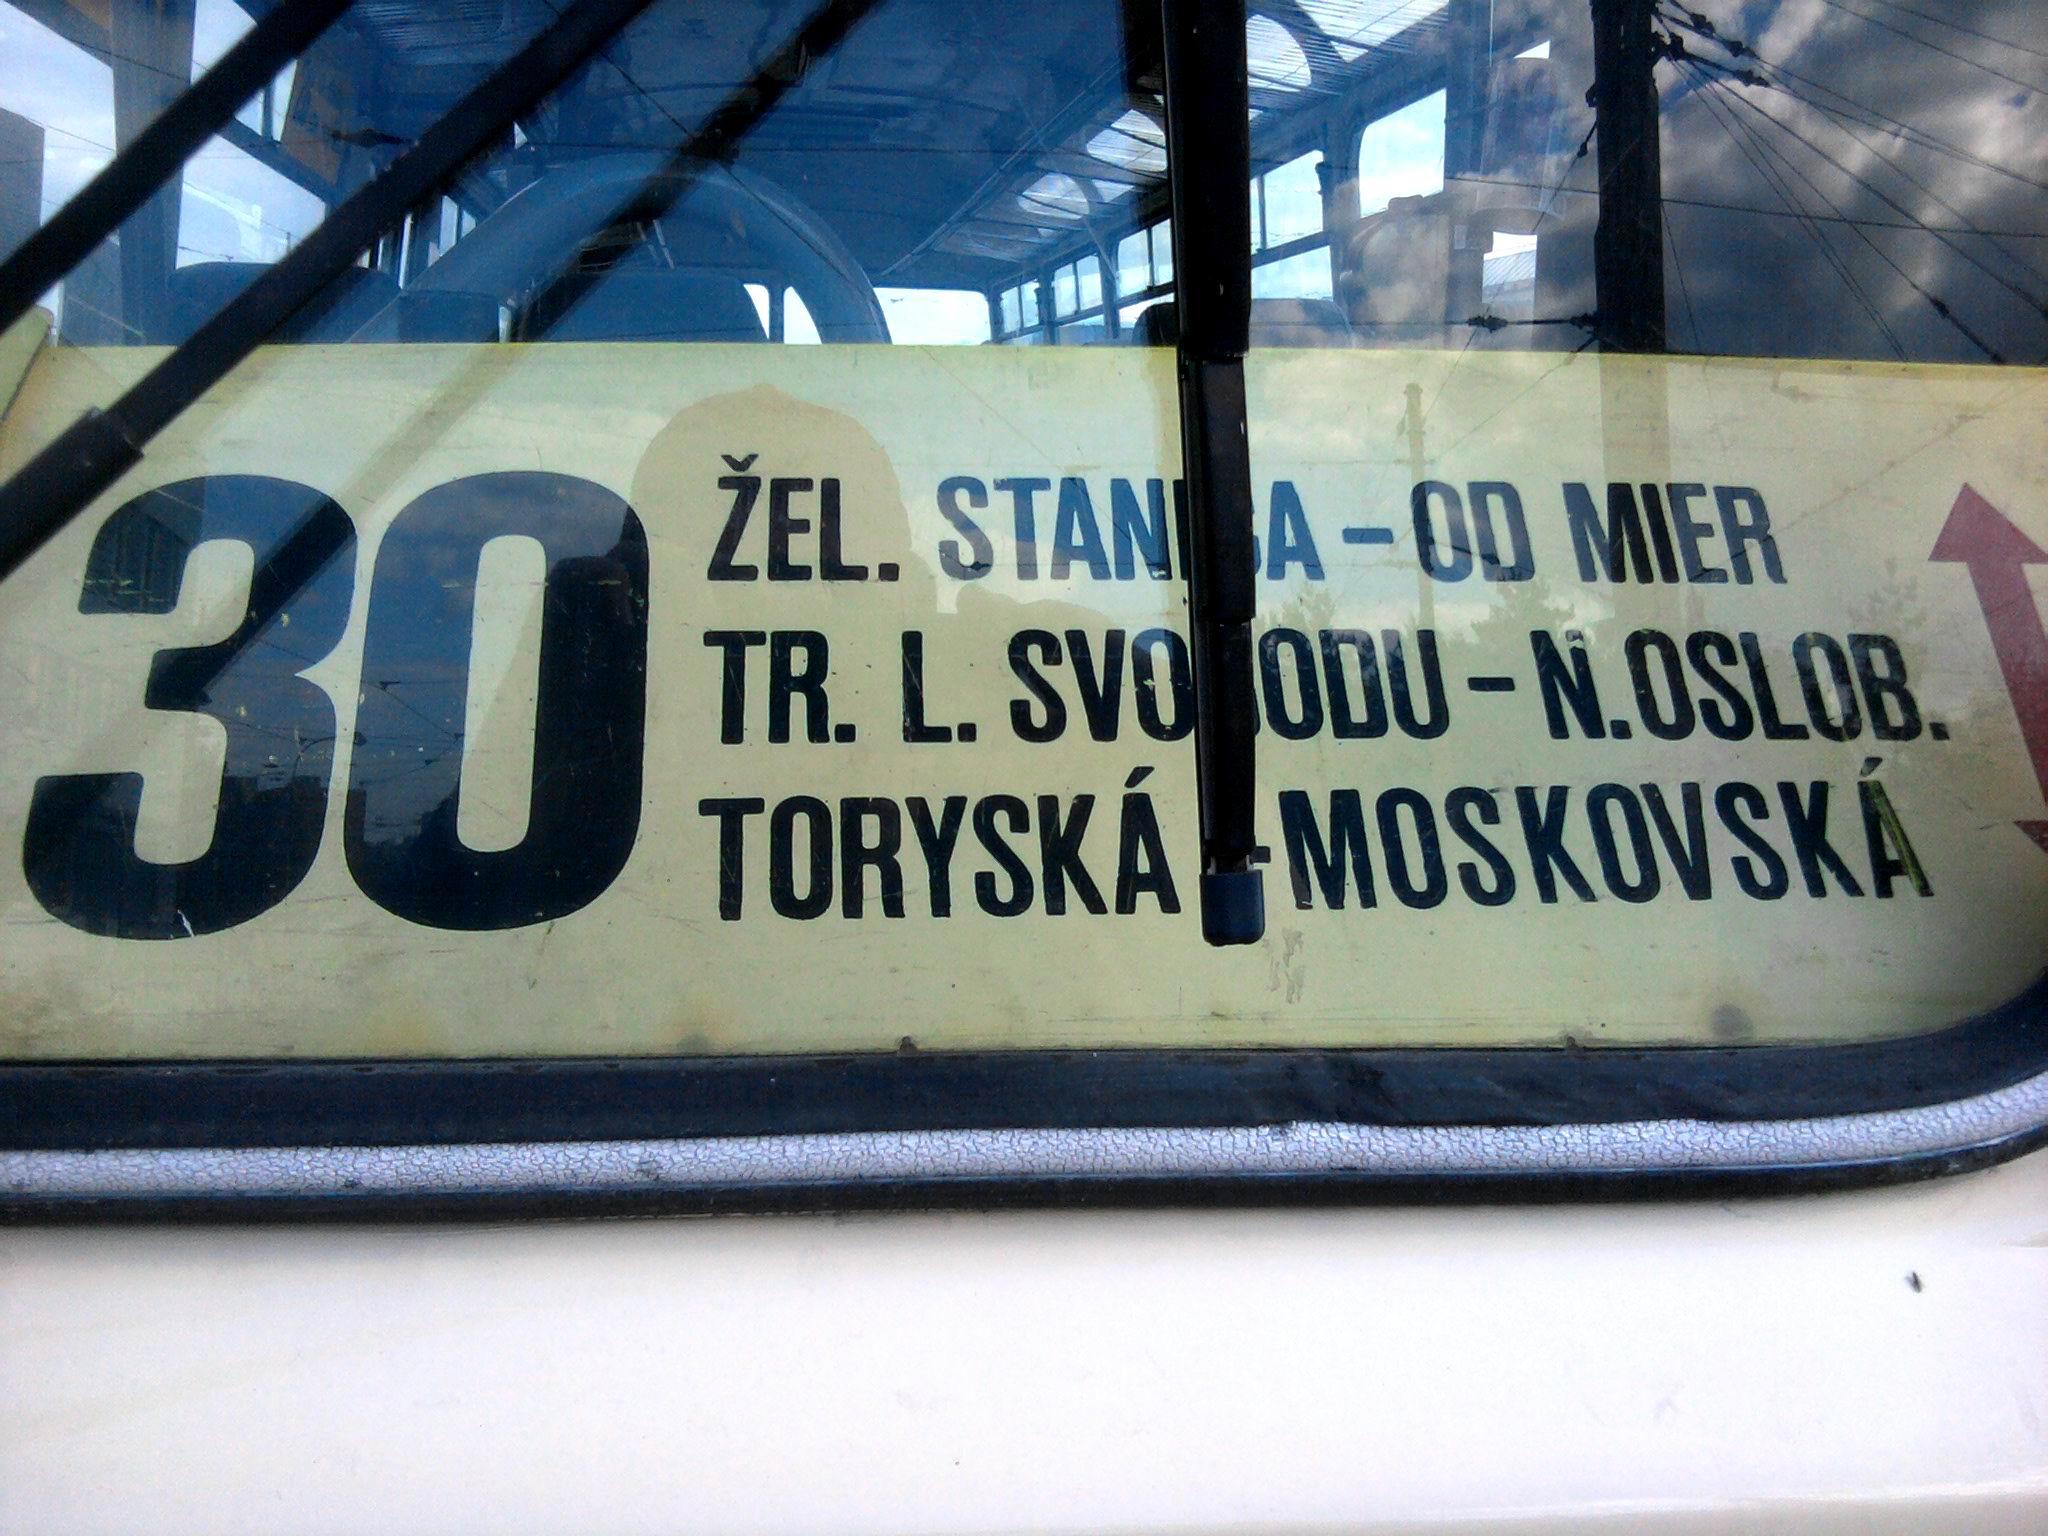 30
ŽEL. STANICA - OD MIER
TR. L. SVOBODU - N. OSLOB.
TORYSKÁ - MOSKOVSKÁ